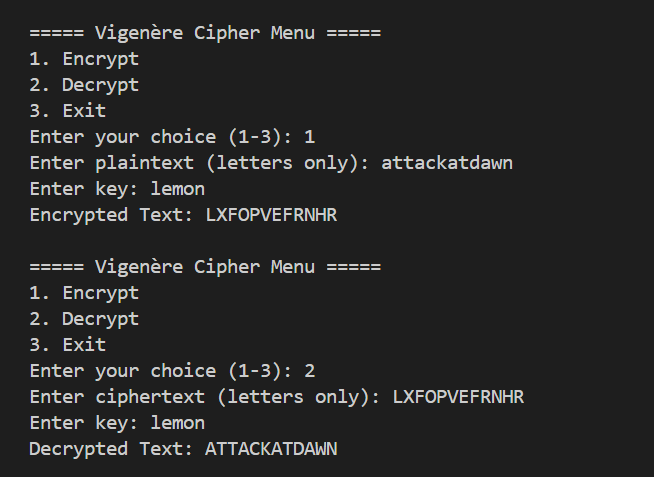 ===== Vigenère Cipher Menu =====
1. Encrypt
2. Decrypt
3. Exit
Enter your choice (1-3): 1
Enter plaintext (letters only): attackatdawn
Enter key: lemon
Encrypted Text: LXFOPVEFRNHR

===== Vigenère Cipher Menu =====
1. Encrypt
2. Decrypt
3. Exit
Enter your choice (1-3): 2
Enter ciphertext (letters only): LXFOPVEFRNHR
Enter key: lemon
Decrypted Text: ATTACKATDAWN